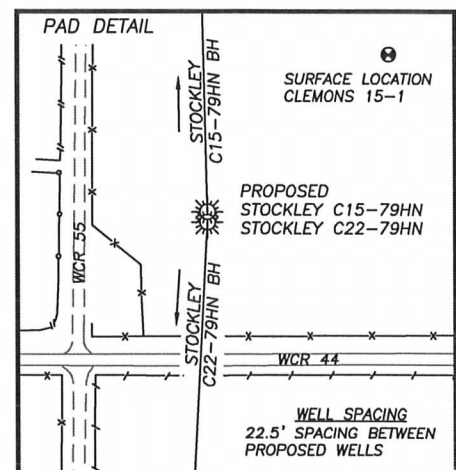 PAD DETAIL
STOCKLEY
C15-79HN BH
SURFACE LOCATION
CLEMONS 15-1
PROPOSED
STOCKLEY C15-79HN
STOCKLEY C22-79HN
WCR 55
STOCKLEY
C22-79HN BH
WCR 44
WELL SPACING
22.5' SPACING BETWEEN
PROPOSED WELLS